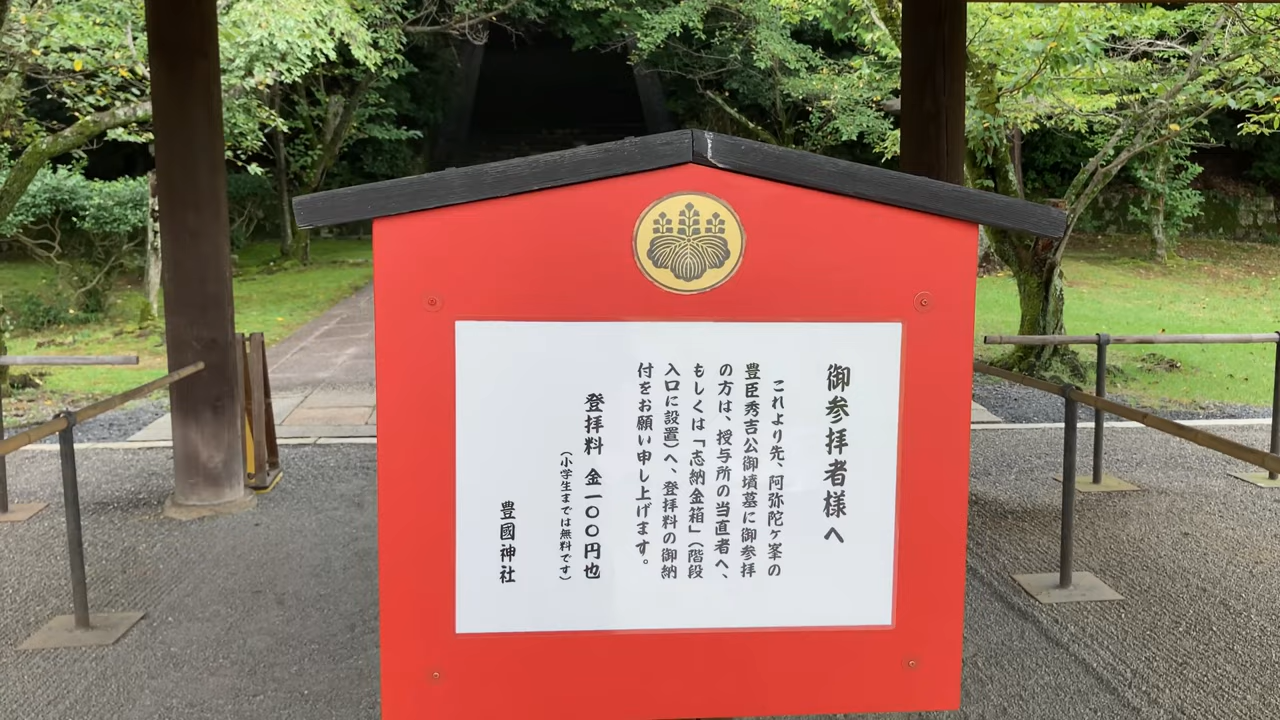 御参拝者様へ
これより先、阿弥陀ヶ峯の
豊臣秀吉公御墳墓に御参拝
の方は、授与所の当直者へ、
もしくは「志納金箱」（階段
入口に設置）へ、登拝料の御納
付をお願い申し上げます。
登拝料 金一〇〇円也
（小学生までは無料です）
豊國神社